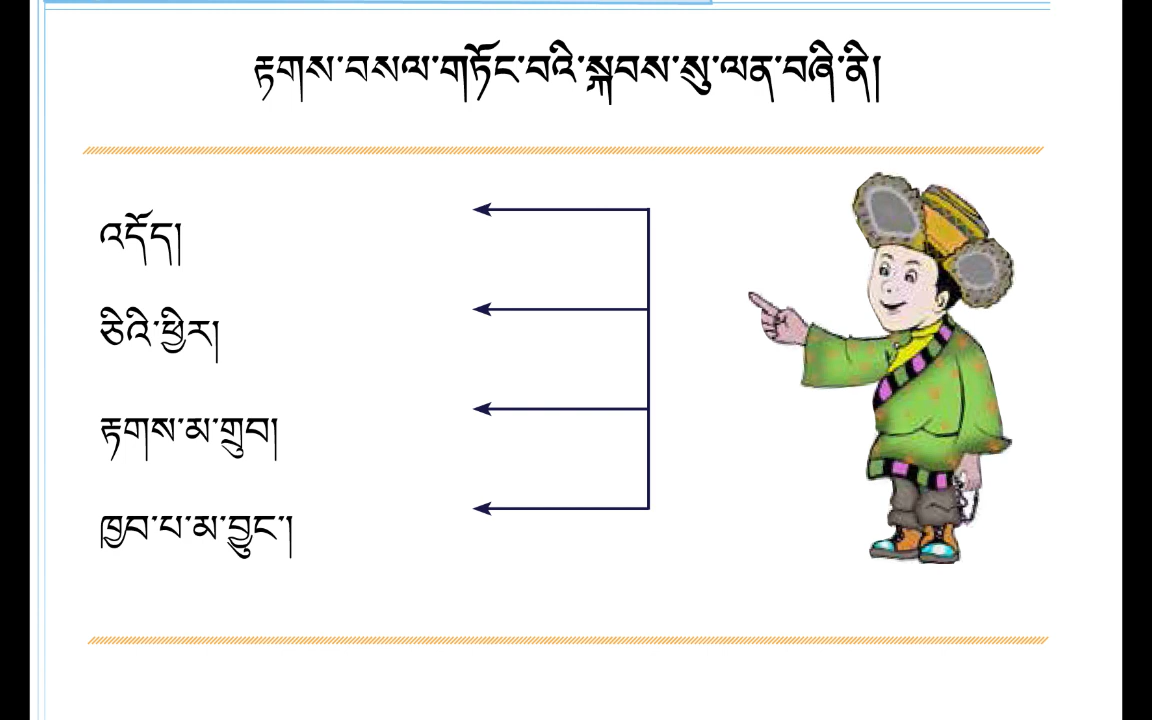 རྟགས་བསལ་གཏོང་བའི་སྐབས་སུ་ལན་བཞི་ནི།
འདོད།
ཅིའི་ཕྱིར།
རྟགས་མ་གྲུབ།
ཁྱབ་པ་མ་བྱུང་།